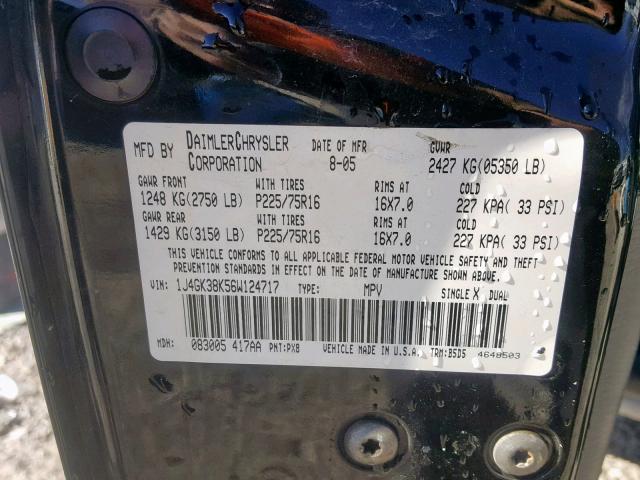 MFD BY DAIMLERCHRYSLER CORPORATION DATE OF MFR 8-05 GVWR 2427 KG(05350 LB)
GAWR FRONT WITH TIRES RIMS AT COLD
1248 KG(2750 LB) P225/75R16 16X7.0 227 KPA( 33 PSI)
GAWR REAR WITH TIRES RIMS AT COLD
1429 KG(3150 LB) P225/75R16 16X7.0 227 KPA( 33 PSI)
THIS VEHICLE CONFORMS TO ALL APPLICABLE FEDERAL MOTOR VEHICLE SAFETY AND
THEFT PREVENTION STANDARDS IN EFFECT ON THE DATE OF MANUFACTURE SHOWN ABOVE.
VIN: 1J4GK38K56W124717 TYPE: MPV SINGLE X DUAL
MDH: 083005 417AA PNT:PX8 VEHICLE MADE IN U.S.A. TRM:B5D5 4648503